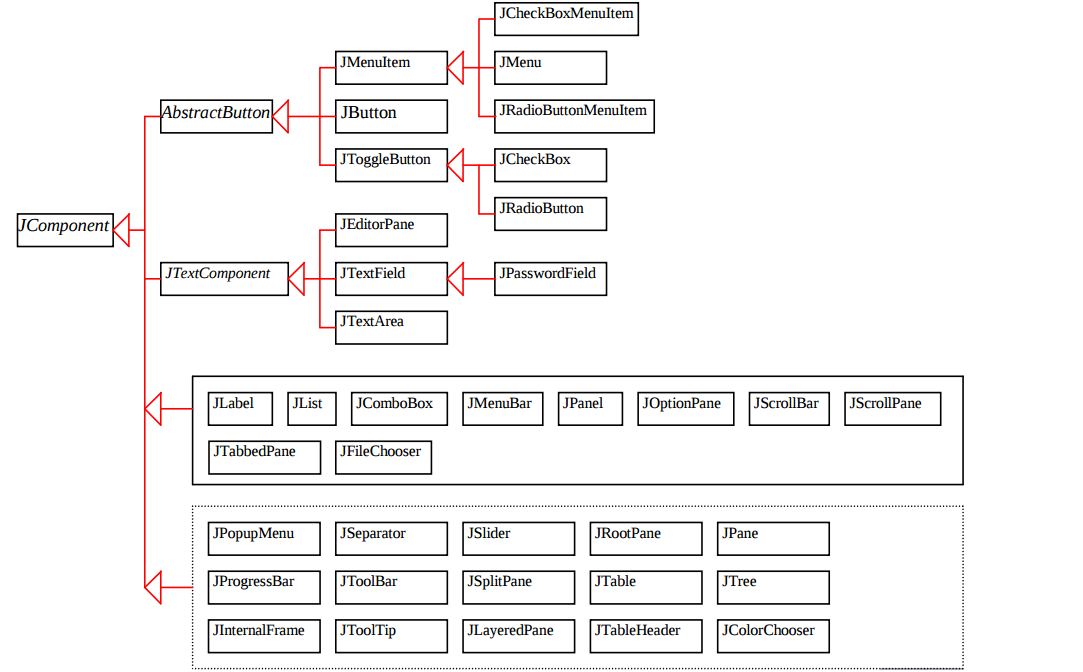 JCheckBoxMenuItem
JMenuItem
JMenu
AbstractButton
JButton
JRadioButtonMenuItem
JToggleButton
JCheckBox
JRadioButton
JComponent
JEditorPane
JTextComponent
JTextField
JPasswordField
JTextArea
JLabel JList JComboBox JMenuBar JPanel JOptionPane JScrollBar JScrollPane
JTabbedPane JFileChooser
JPopupMenu JSeparator JSlider JRootPane JPane
JProgressBar JToolBar JSplitPane JTable JTree
JInternalFrame JToolTip JLayeredPane JTableHeader JColorChooser